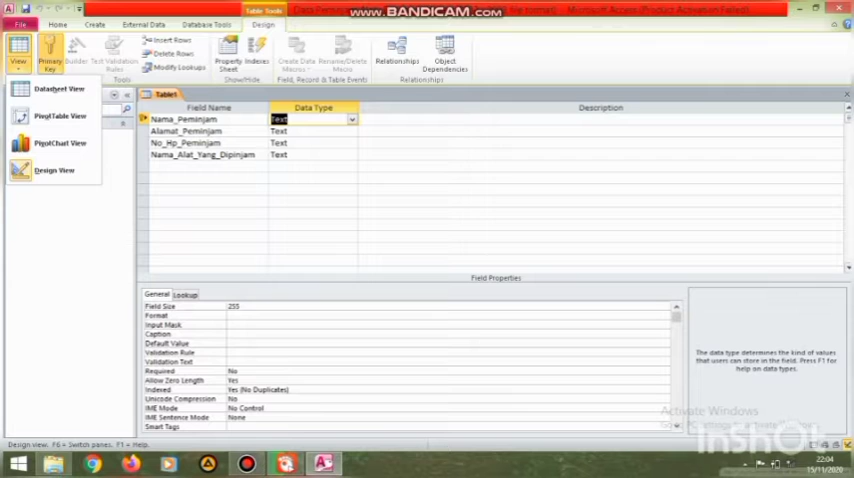 www.BANDICAM.com
Table Tools
Data Peminj
file format) - Microsoft Access (Product Activation Failed)
File
Home
Create
External Data
Database Tools
Design
View
Primary Key
Builder
Test Validation Rules
Insert Rows
Delete Rows
Modify Lookups
Tools
Property Sheet
Indexes
Show/Hide
Create Data Macros
Rename/Delete Macro
Field, Record & Table Events
Relationships
Object Dependencies
Relationships
Datasheet View
PivotTable View
PivotChart View
Design View
Table1
Field Name Data Type Description
Nama_Peminjam Text
Alamat_Peminjam Text
No_Hp_Peminjam Text
Nama_Alat_Yang_Dipinjam Text
Field Properties
General Lookup
Field Size 255
Format
Input Mask
Caption
Default Value
Validation Rule
Validation Text
Required No
Allow Zero Length Yes
Indexed Yes (No Duplicates)
Unicode Compression No
IME Mode No Control
IME Sentence Mode None
Smart Tags
The data type determines the kind of values
that users can store in the field. Press F1 for
help on data types.
Activate Windows
InShOt
Design view. F6 = Switch panes. F1 = Help.
22:04
15/11/2020